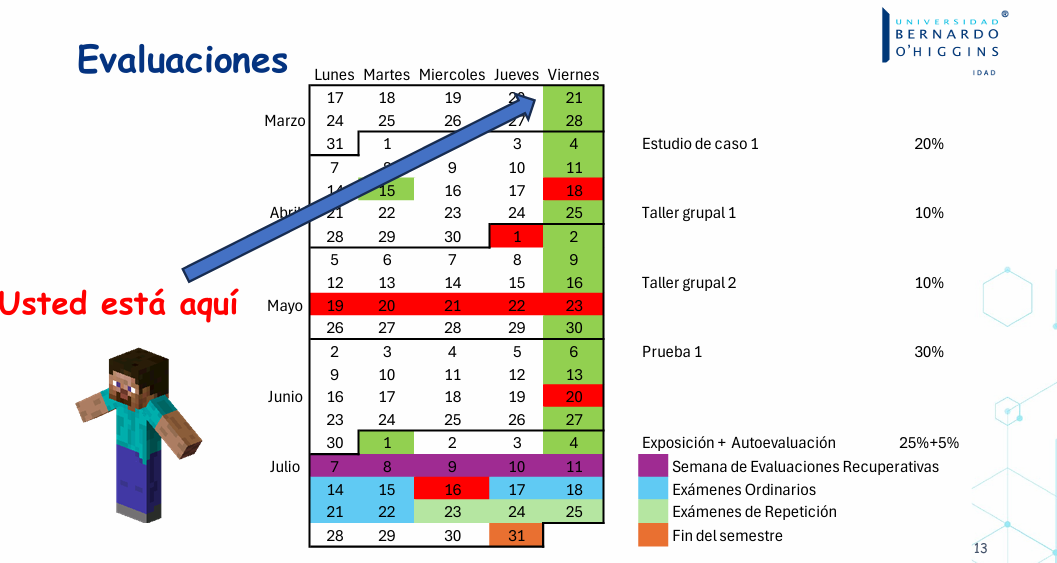 UNIVERSIDAD ®
BERNARDO
O'HIGGINS
IDAD
Evaluaciones
Lunes Martes Miercoles Jueves Viernes
17 18 19 21
Marzo 24 25 26 27 28
31 1 3 4 Estudio de caso 1 20%
7 9 10 11
14 15 16 17 18
Abril 21 22 23 24 25 Taller grupal 1 10%
28 29 30 1 2
5 6 7 8 9
12 13 14 15 16 Taller grupal 2 10%
Usted está aquí
Mayo 19 20 21 22 23
26 27 28 29 30
2 3 4 5 6 Prueba 1 30%
9 10 11 12 13
Junio 16 17 18 19 20
23 24 25 26 27
30 1 2 3 4 Exposición + Autoevaluación 25%+5%
Julio 7 8 9 10 11 Semana de Evaluaciones Recuperativas
14 15 16 17 18 Exámenes Ordinarios
21 22 23 24 25 Exámenes de Repetición
28 29 30 31 Fin del semestre
13